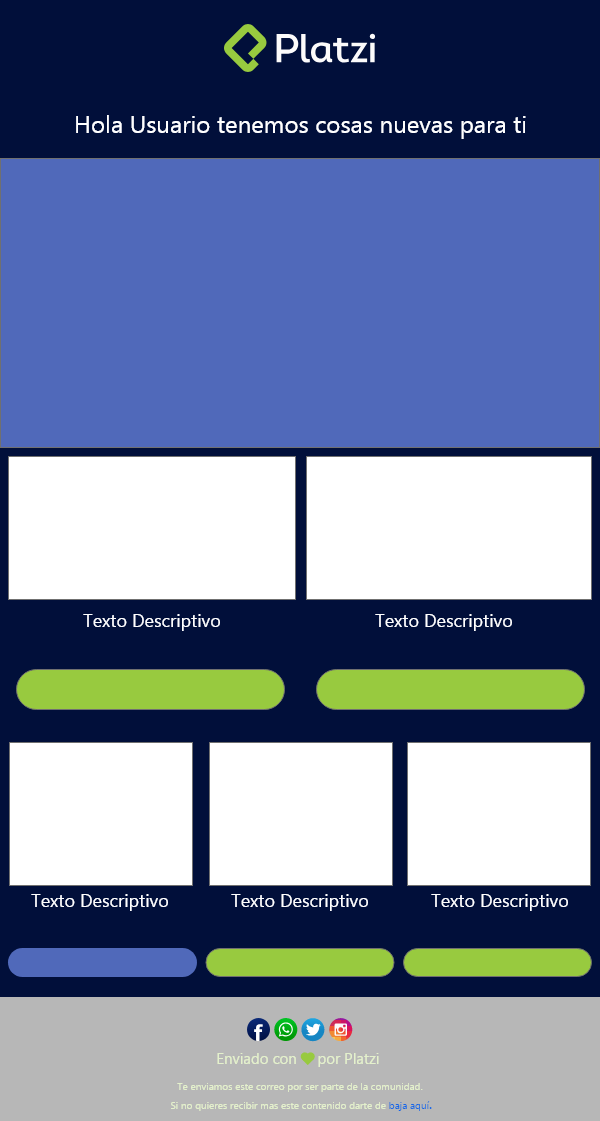 Platzi
Hola Usuario tenemos cosas nuevas para ti
Texto Descriptivo
Texto Descriptivo
Texto Descriptivo
Texto Descriptivo
Texto Descriptivo
Enviado con por Platzi
Te enviamos este correo por ser parte de la comunidad.
Si no quieres recibir mas este contenido darte de baja aquí.